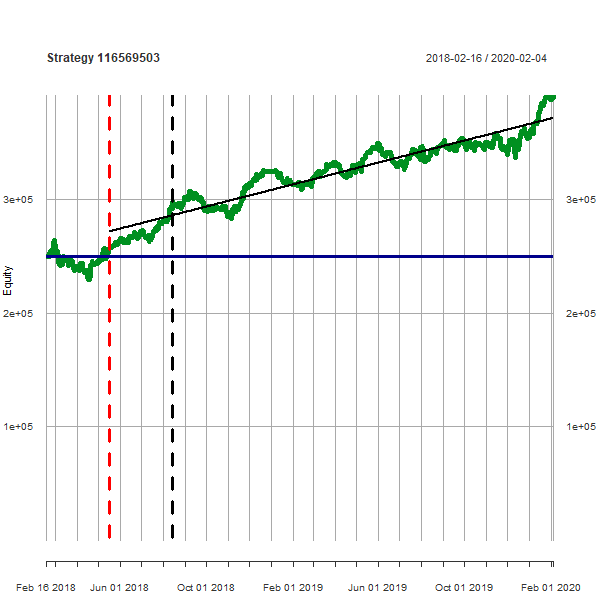 Strategy 116569503
2018-02-16 / 2020-02-04
3e+05
3e+05
Equity
2e+05
2e+05
1e+05
1e+05
Feb 16 2018
Jun 01 2018
Oct 01 2018
Feb 01 2019
Jun 01 2019
Oct 01 2019
Feb 01 2020